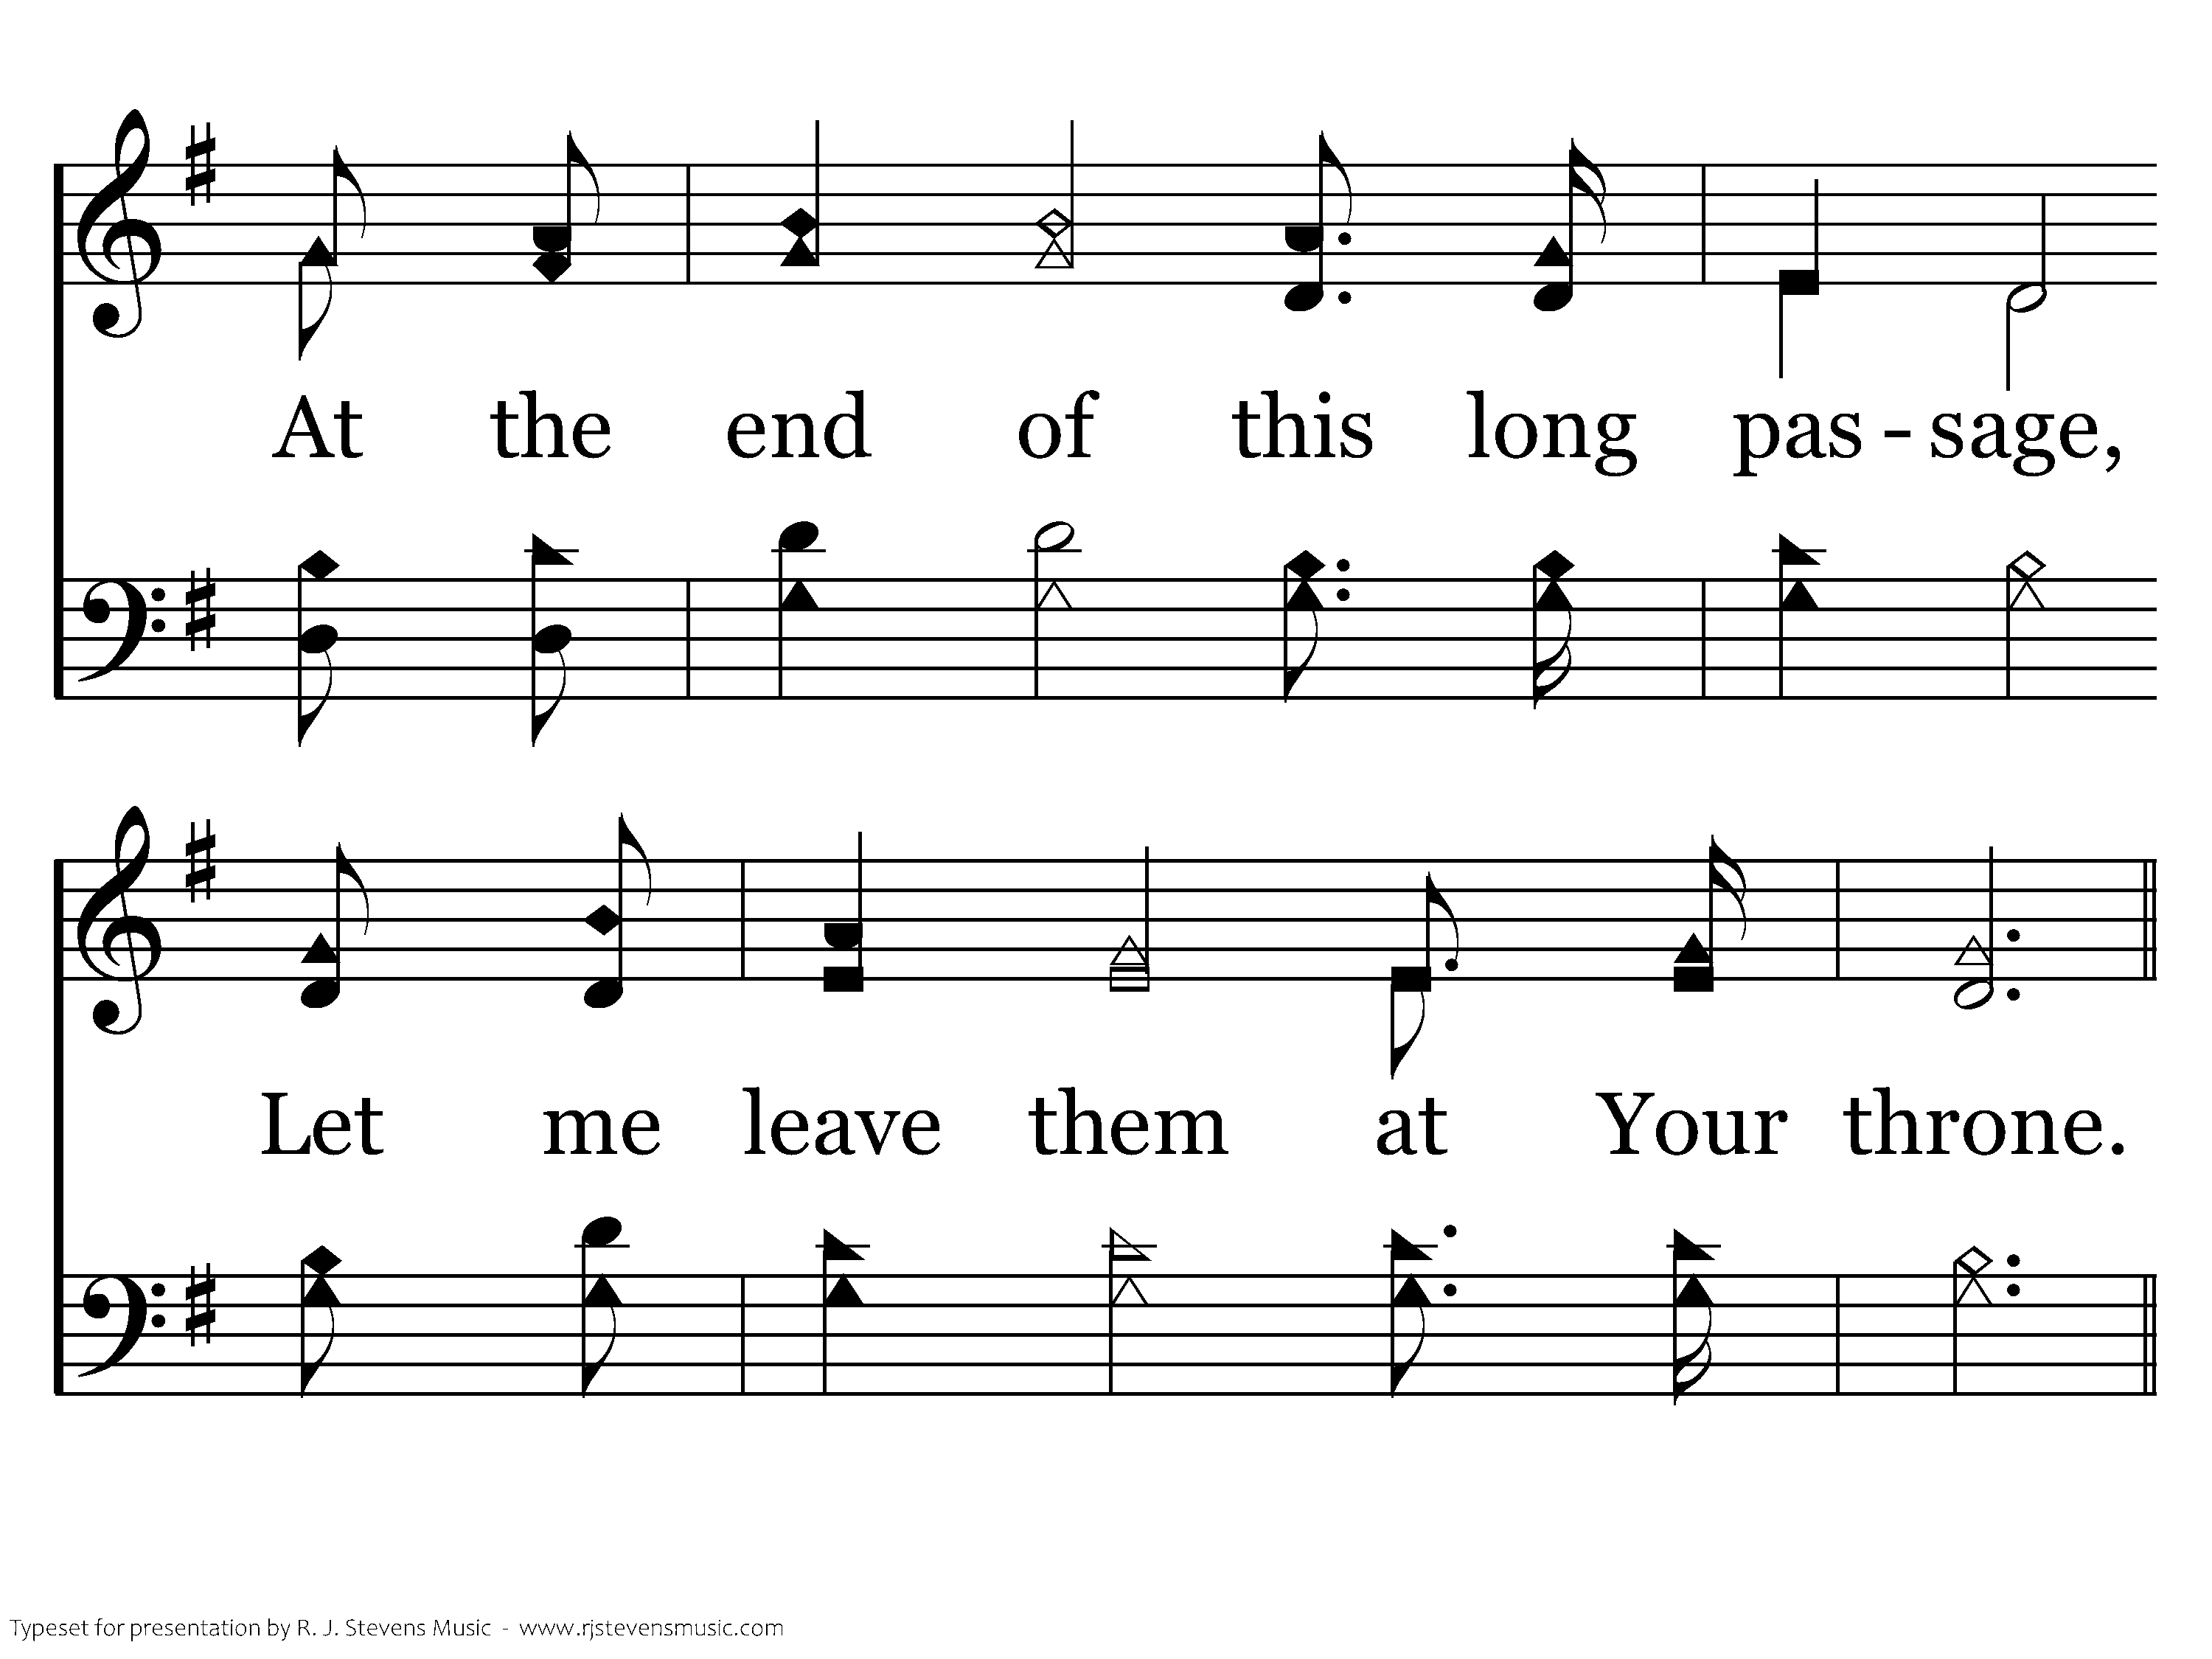 At the end of this long pas - sage,
Let me leave them at Your throne.
Typeset for presentation by R. J. Stevens Music - www.rjstevensmusic.com